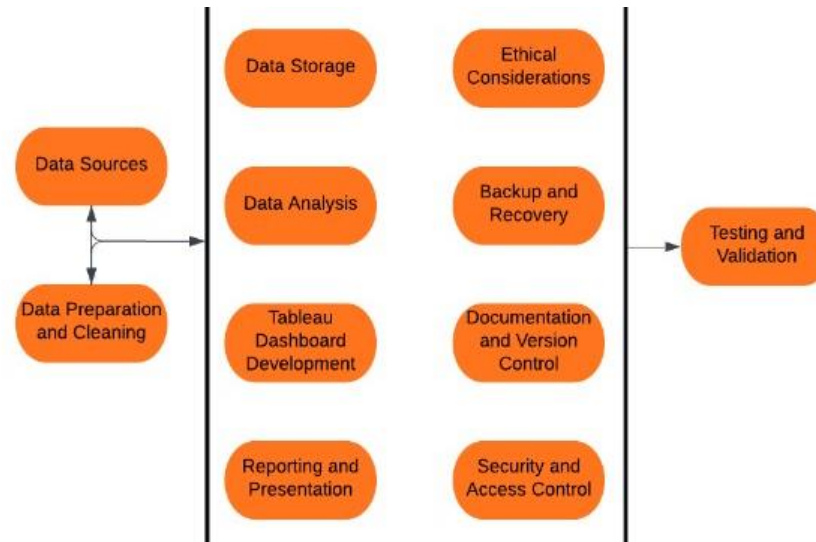 Data Sources
Data Preparation
and Cleaning
Data Storage
Data Analysis
Tableau
Dashboard
Development
Reporting and
Presentation
Ethical
Considerations
Backup and
Recovery
Documentation
and Version
Control
Security and
Access Control
Testing and
Validation